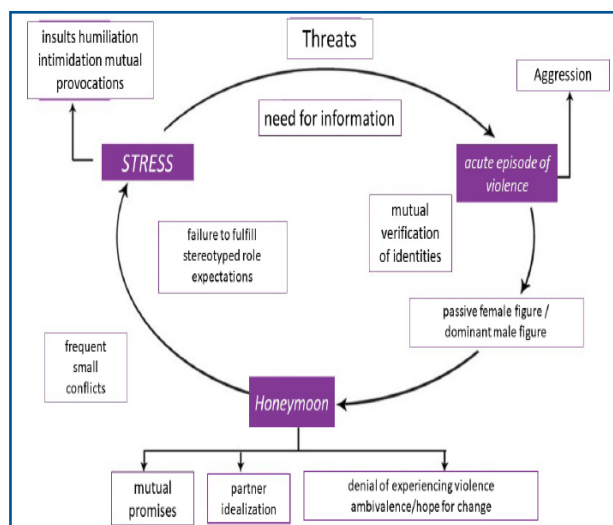 insults humiliation
intimidation mutual
provocations
Threats
Aggression
need for information
STRESS
acute episode of
violence
mutual
verification
of identities
failure to fulfill
stereotyped role
expectations
passive female figure /
dominant male figure
frequent
small
conflicts
Honeymoon
mutual
promises
partner
idealization
denial of experiencing violence
ambivalence/hope for change